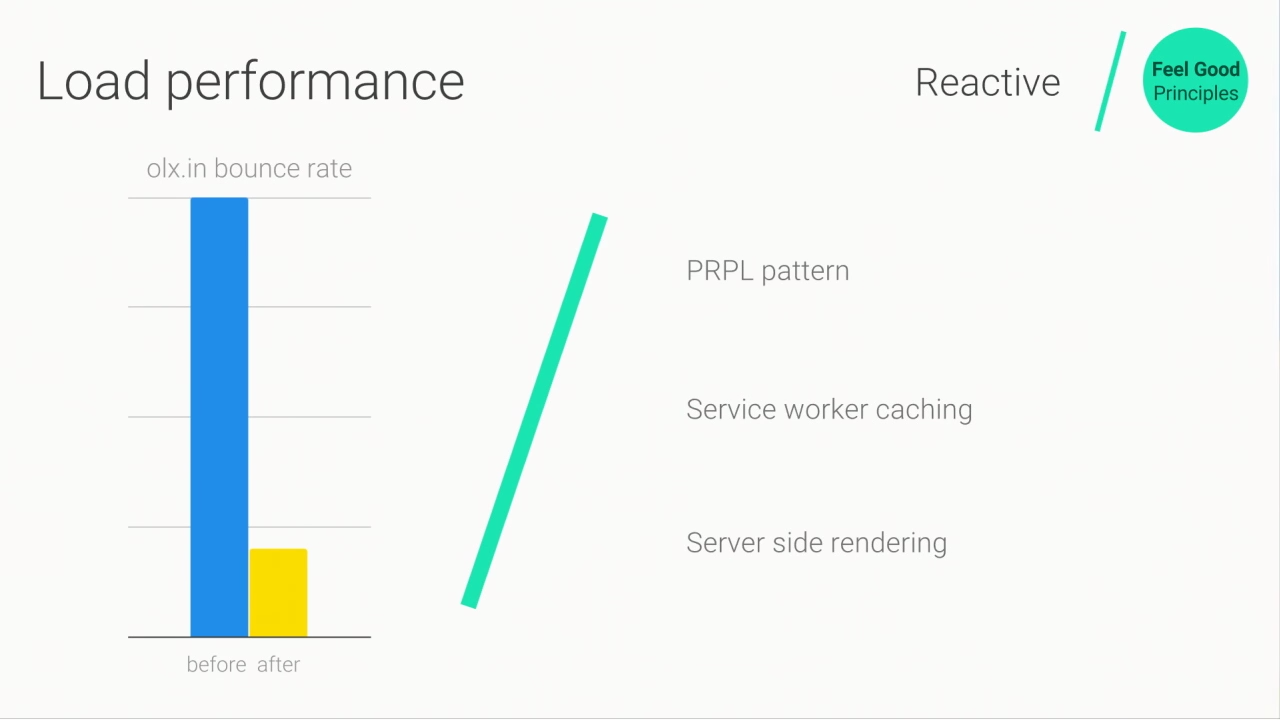 Load performance
Reactive
Feel Good
Principles
olx.in bounce rate
before after
PRPL pattern
Service worker caching
Server side rendering